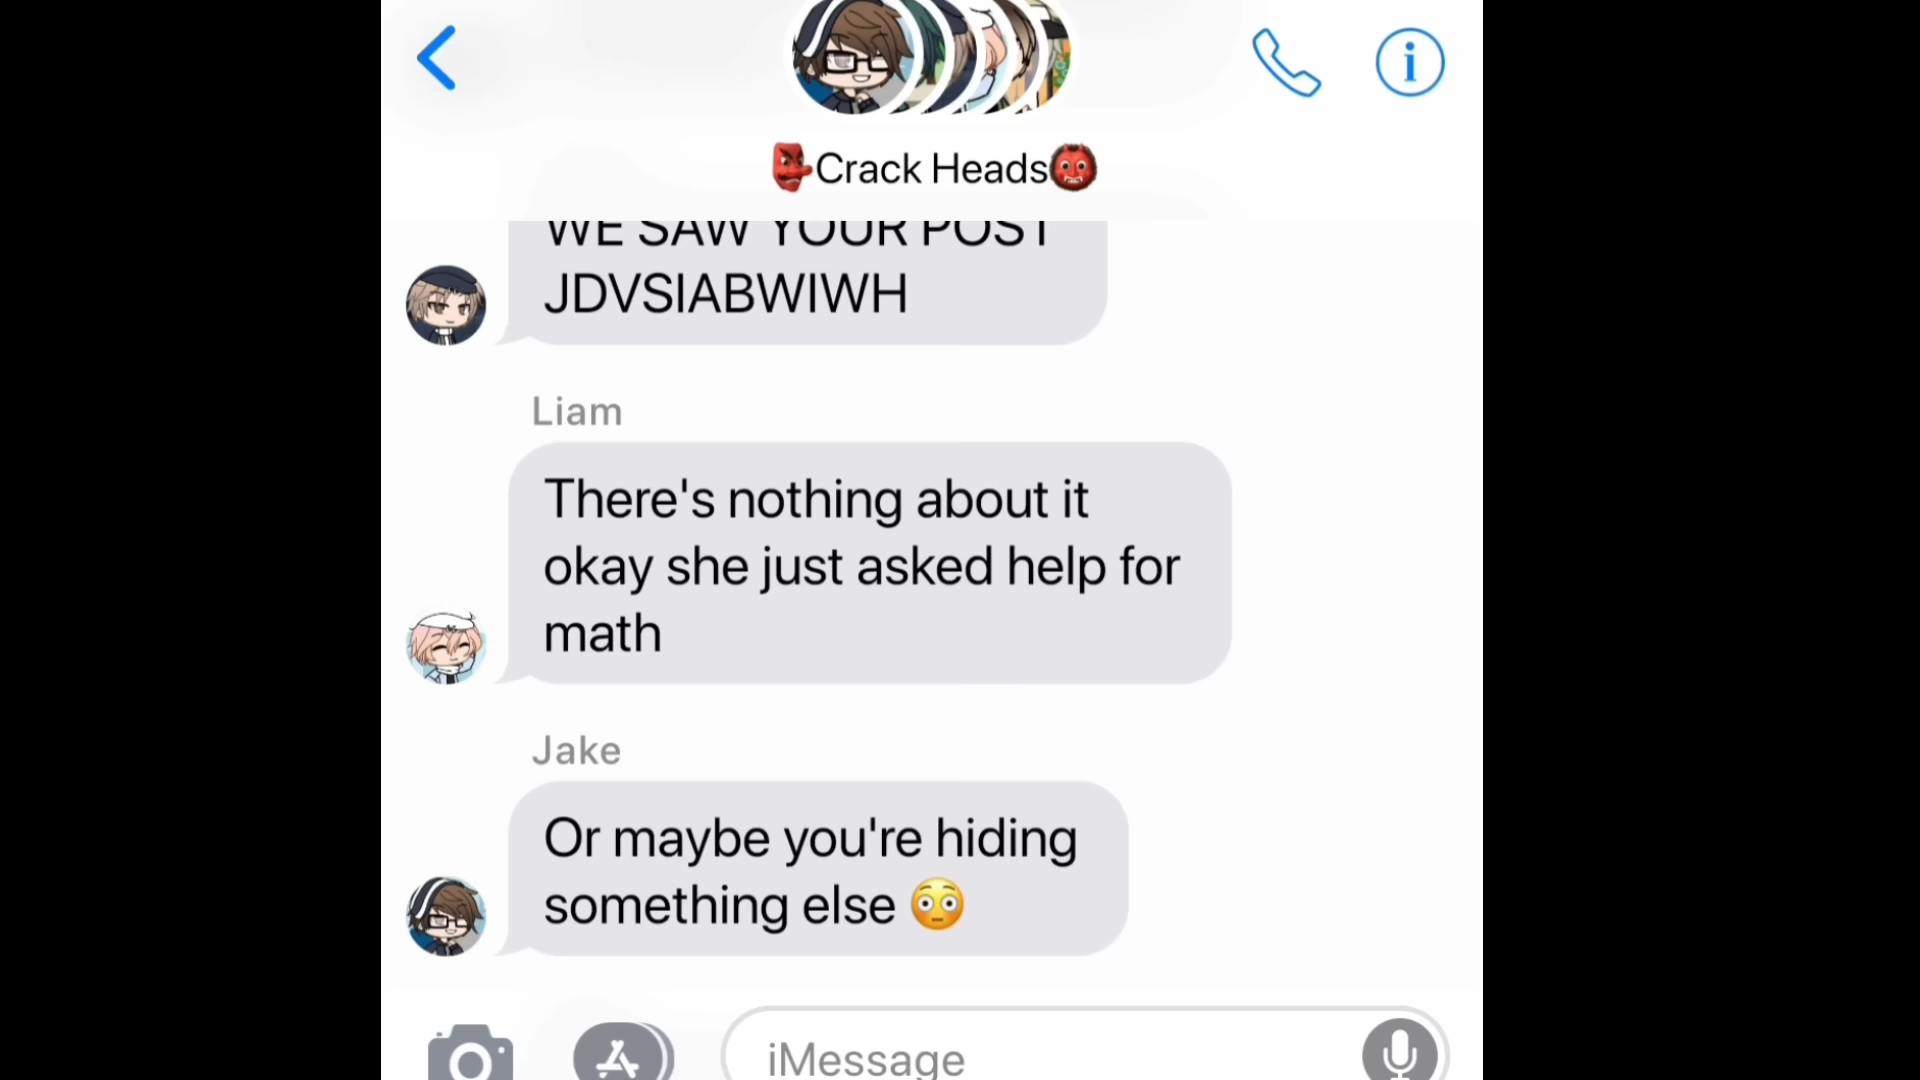 👺Crack Heads👹
WE SAW YOUR POST
JDVSIABWIWH
Liam
There's nothing about it
okay she just asked help for
math
Jake
Or maybe you're hiding
something else 😳
iMessage